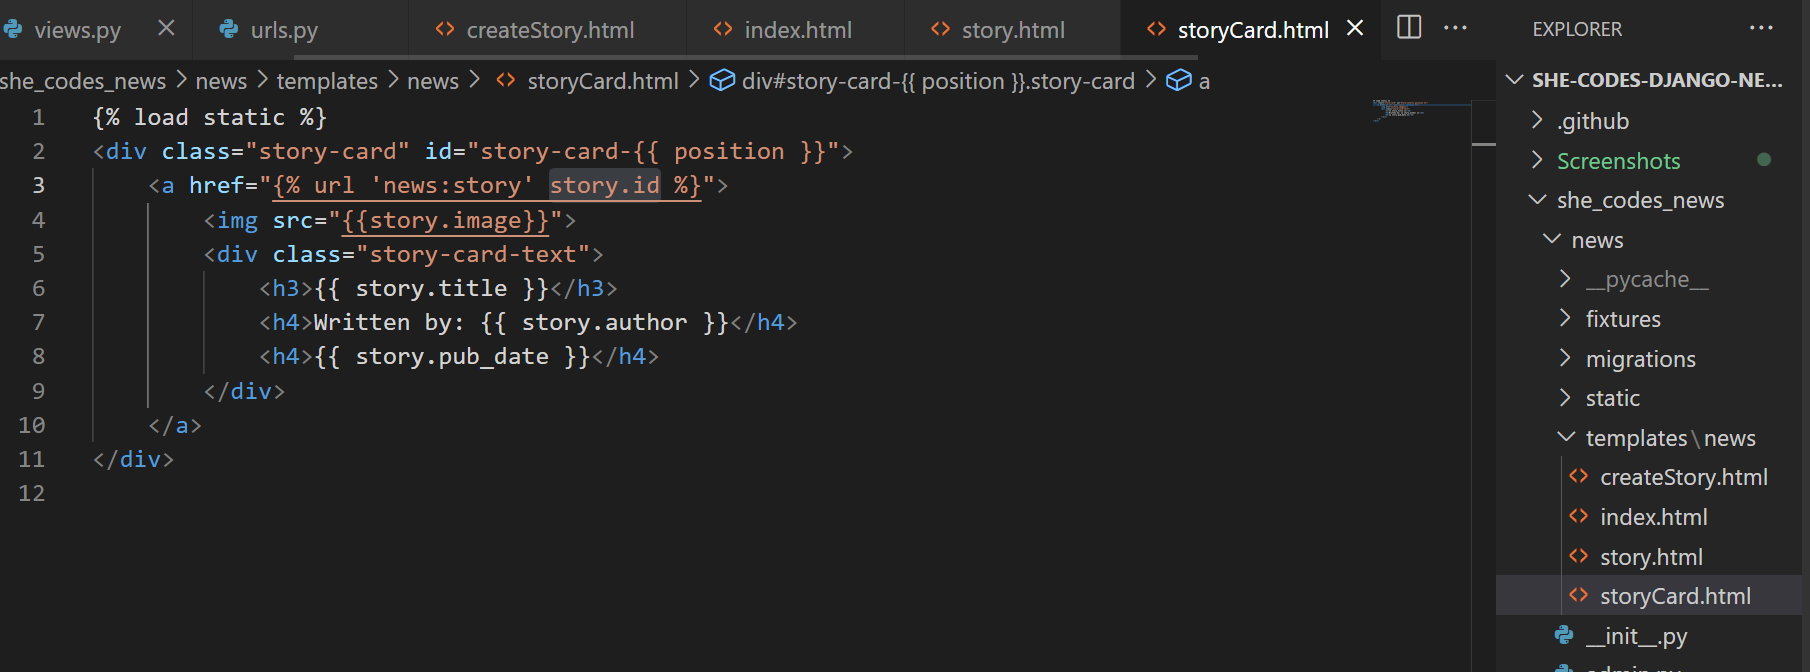 views.py
urls.py
createStory.html
index.html
story.html
storyCard.html
she_codes_news > news > templates > news > storyCard.html > div#story-card-{{ position }}.story-card > a
1 {% load static %}
2 <div class="story-card" id="story-card-{{ position }}">
3 <a href="{% url 'news:story' story.id %}">
4 <img src="{{story.image}}">
5 <div class="story-card-text">
6 <h3>{{ story.title }}</h3>
7 <h4>Written by: {{ story.author }}</h4>
8 <h4>{{ story.pub_date }}</h4>
9 </div>
10 </a>
11 </div>
12
EXPLORER
SHE-CODES-DJANGO-NE...
.github
Screenshots
she_codes_news
news
__pycache__
fixtures
migrations
static
templates\news
createStory.html
index.html
story.html
storyCard.html
__init__.py